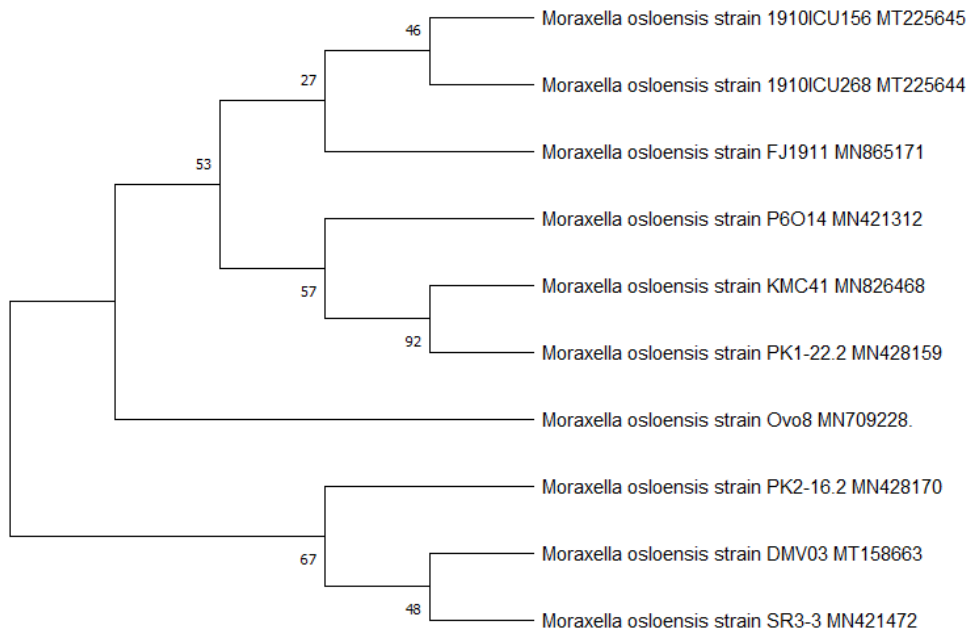 46
Moraxella osloensis strain 1910ICU156 MT225645
27
Moraxella osloensis strain 1910ICU268 MT225644
53
Moraxella osloensis strain FJ1911 MN865171
Moraxella osloensis strain P6O14 MN421312
57
Moraxella osloensis strain KMC41 MN826468
92
Moraxella osloensis strain PK1-22.2 MN428159
Moraxella osloensis strain Ovo8 MN709228.
Moraxella osloensis strain PK2-16.2 MN428170
67
Moraxella osloensis strain DMV03 MT158663
48
Moraxella osloensis strain SR3-3 MN421472